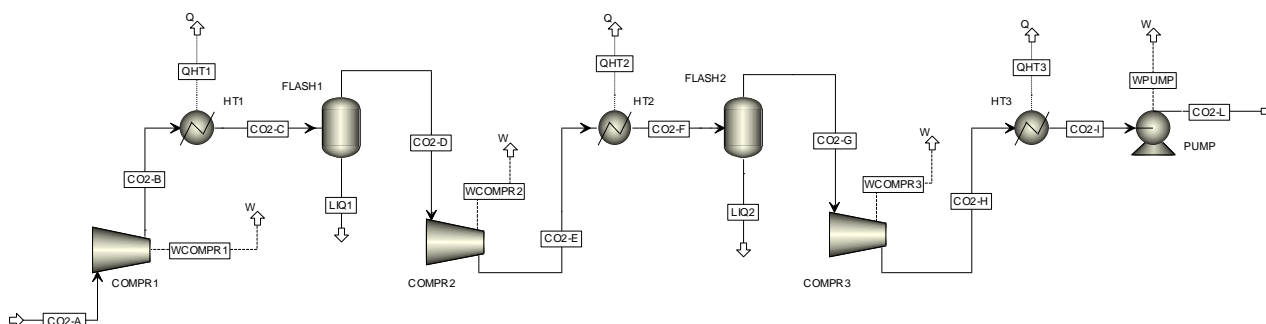 Q
QHT1
HT1
CO2-B
CO2-C
FLASH1
CO2-D
LIQ1
W
WCOMPR1
COMPR1
CO2-A
W
WCOMPR2
COMPR2
CO2-E
Q
QHT2
HT2
CO2-F
FLASH2
CO2-G
LIQ2
W
WCOMPR3
COMPR3
CO2-H
Q
QHT3
HT3
CO2-I
W
WPUMP
CO2-L
PUMP